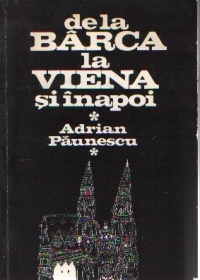 de la
BÂRCA
la
VIENA
și înapoi
*
Adrian
Păunescu
*